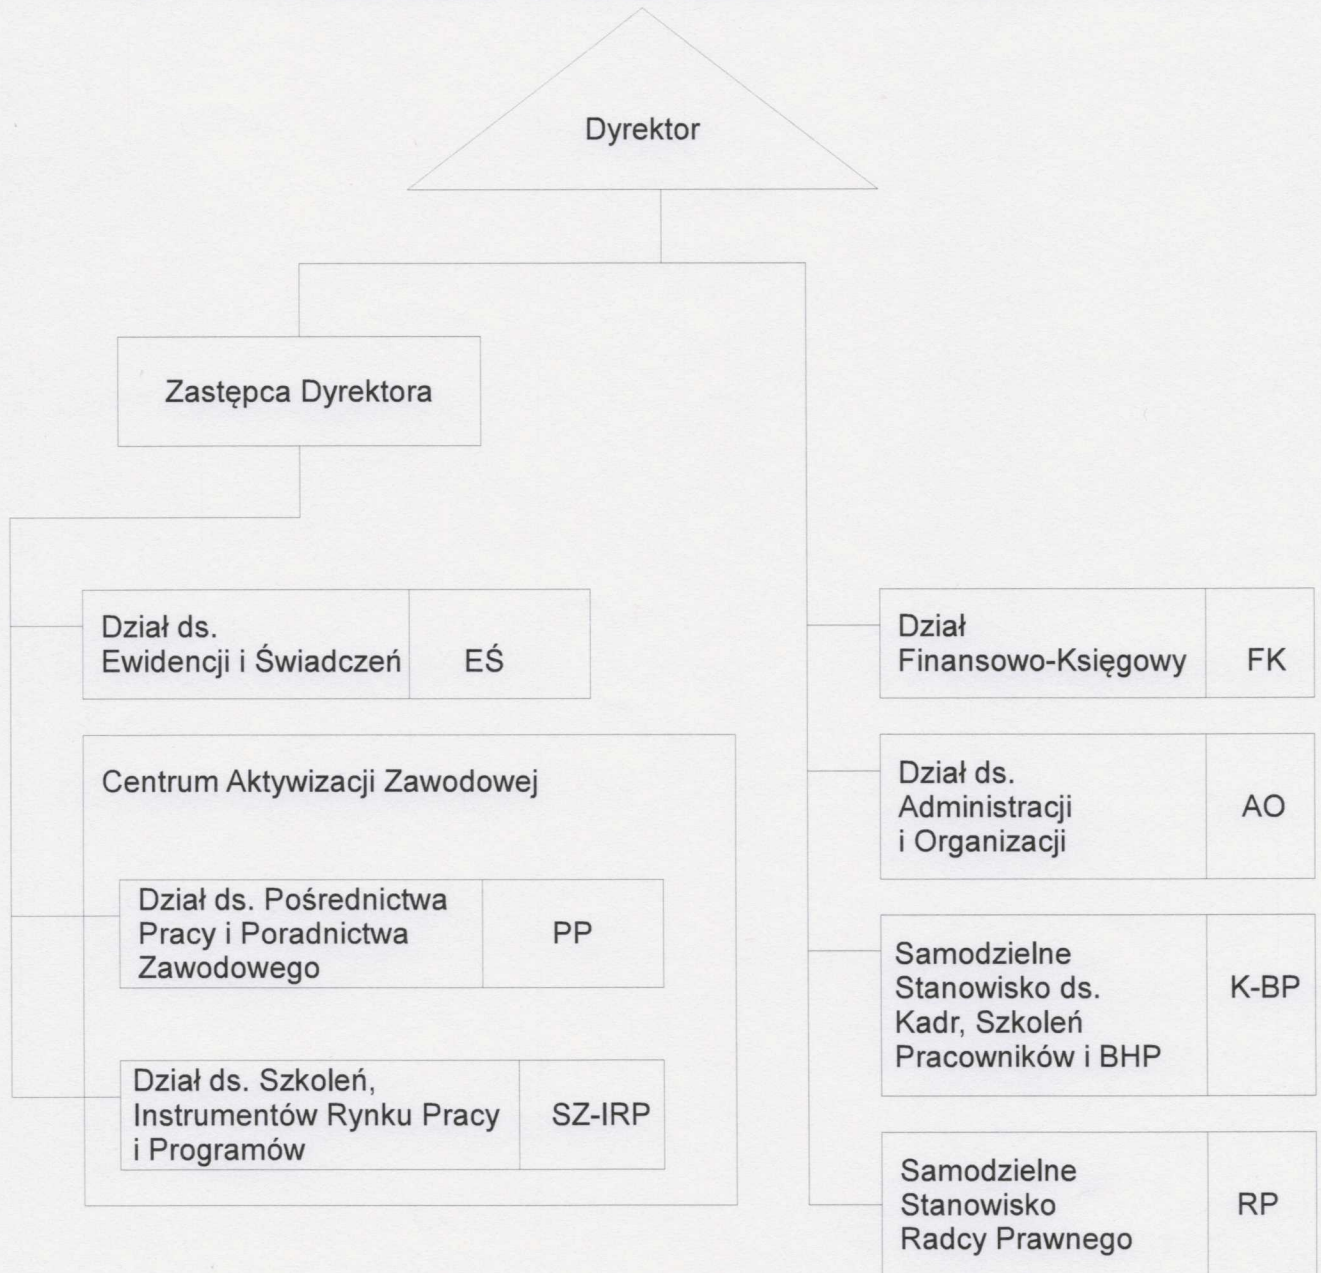 Dyrektor
Zastępca Dyrektora
Dział ds.
Ewidencji i Świadczeń
EŚ
Centrum Aktywizacji Zawodowej
Dział ds. Pośrednictwa
Pracy i Poradnictwa
Zawodowego
PP
Dział ds. Szkoleń,
Instrumentów Rynku Pracy
i Programów
SZ-IRP
Dział
Finansowo-Księgowy
FK
Dział ds.
Administracji
i Organizacji
AO
Samodzielne
Stanowisko ds.
Kadr, Szkoleń
Pracowników i BHP
K-BP
Samodzielne
Stanowisko
Radcy Prawnego
RP